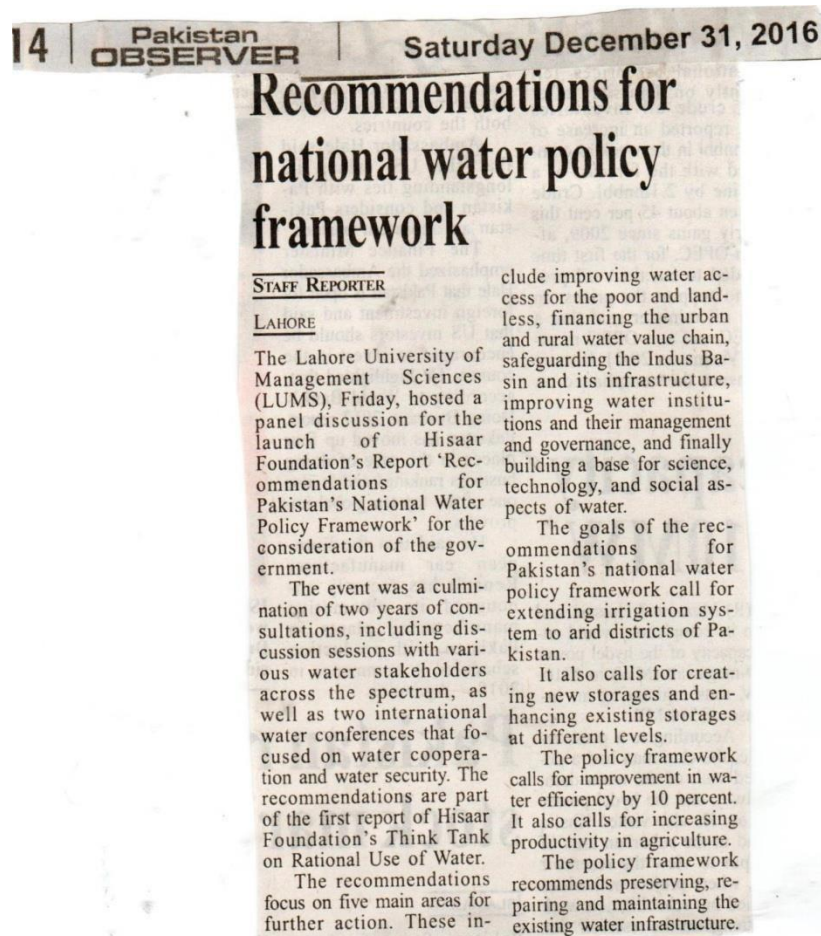 14
Pakistan
OBSERVER
Saturday December 31, 2016
Recommendations for
national water policy
framework
STAFF REPORTER
LAHORE
The Lahore University of
Management Sciences
(LUMS), Friday, hosted a
panel discussion for the
launch of Hisaar
Foundation's Report 'Rec-
ommendations for
Pakistan's National Water
Policy Framework' for the
consideration of the gov-
ernment.
The event was a culmi-
nation of two years of con-
sultations, including dis-
cussion sessions with vari-
ous water stakeholders
across the spectrum, as
well as two international
water conferences that fo-
cused on water coopera-
tion and water security. The
recommendations are part
of the first report of Hisaar
Foundation's Think Tank
on Rational Use of Water.
The recommendations
focus on five main areas for
further action. These in-
clude improving water ac-
cess for the poor and land-
less, financing the urban
and rural water value chain,
safeguarding the Indus Ba-
sin and its infrastructure,
improving water institu-
tions and their management
and governance, and finally
building a base for science,
technology, and social as-
pects of water.
The goals of the rec-
ommendations for
Pakistan's national water
policy framework call for
extending irrigation sys-
tem to arid districts of Pa-
kistan.
It also calls for creat-
ing new storages and en-
hancing existing storages
at different levels.
The policy framework
calls for improvement in wa-
ter efficiency by 10 percent.
It also calls for increasing
productivity in agriculture.
The policy framework
recommends preserving, re-
pairing and maintaining the
existing water infrastructure.